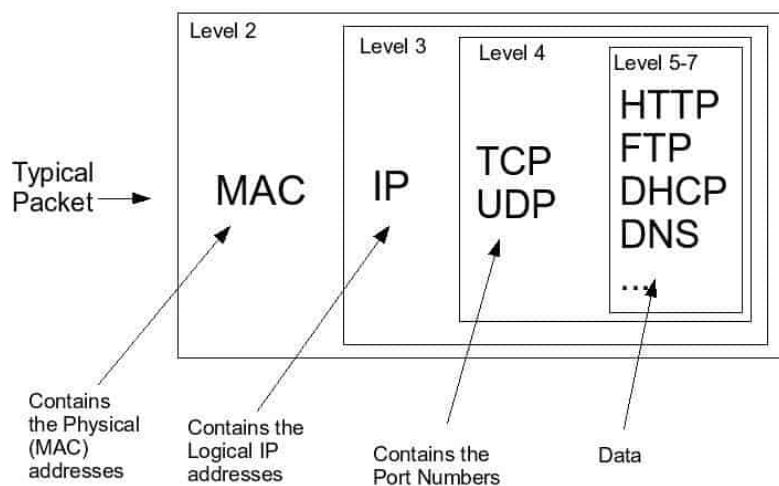 Level 2
Level 3
Level 4
Level 5-7
HTTP
FTP
DHCP
DNS
...
TCP
UDP
IP
MAC
Typical
Packet
Contains
the Physical
(MAC)
addresses
Contains the
Logical IP
addresses
Contains the
Port Numbers
Data